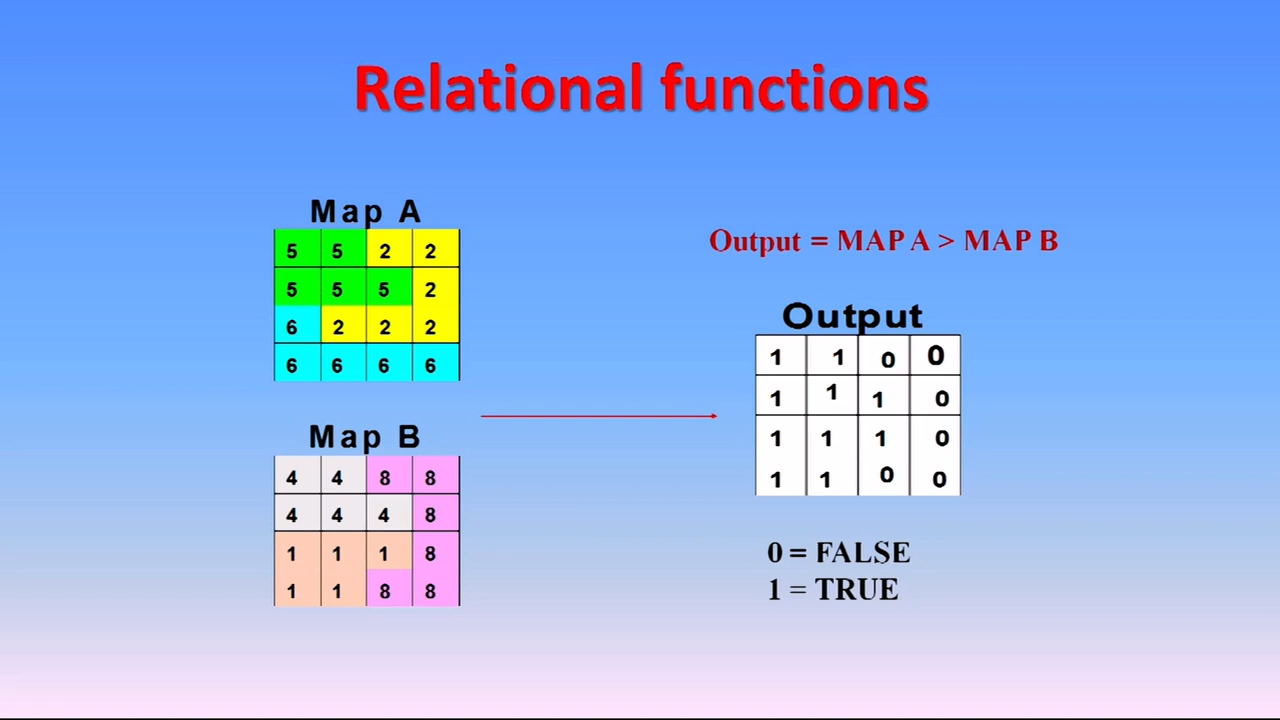 Relational functions
Map A
5 5 2 2
5 5 5 2
6 2 2 2
6 6 6 6
Map B
4 4 8 8
4 4 4 8
1 1 1 8
1 1 8 8
Output = MAP A > MAP B
Output
1 1 0 0
1 1 1 0
1 1 1 0
1 1 0 0
0 = FALSE
1 = TRUE